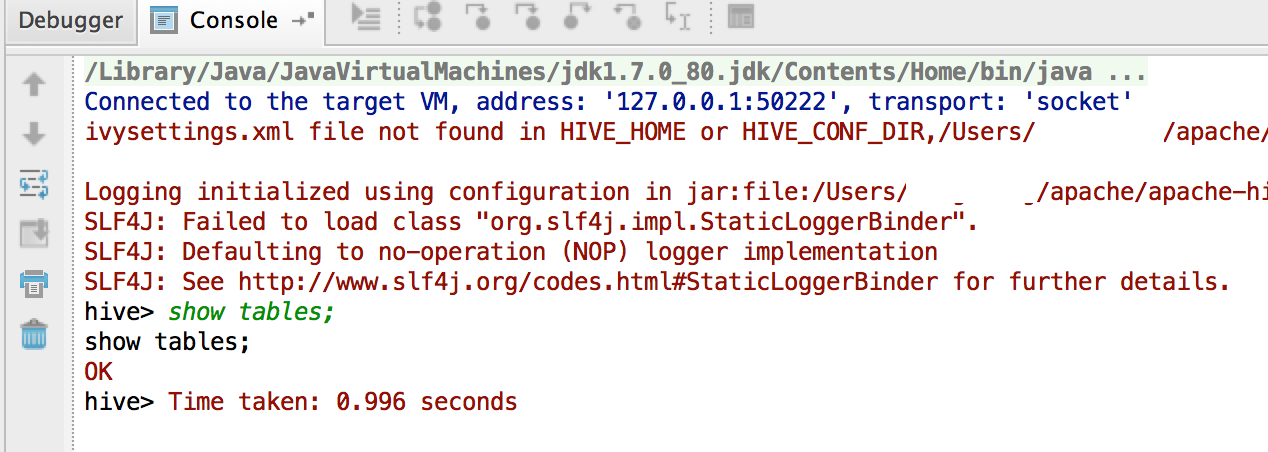 Debugger Console
/Library/Java/JavaVirtualMachines/jdk1.7.0_80.jdk/Contents/Home/bin/java ...
Connected to the target VM, address: '127.0.0.1:50222', transport: 'socket'
ivysettings.xml file not found in HIVE_HOME or HIVE_CONF_DIR,/Users/ /apache/
Logging initialized using configuration in jar:file:/Users/ /apache/apache-hi
SLF4J: Failed to load class "org.slf4j.impl.StaticLoggerBinder".
SLF4J: Defaulting to no-operation (NOP) logger implementation
SLF4J: See http://www.slf4j.org/codes.html#StaticLoggerBinder for further details.
hive> show tables;
show tables;
OK
hive> Time taken: 0.996 seconds